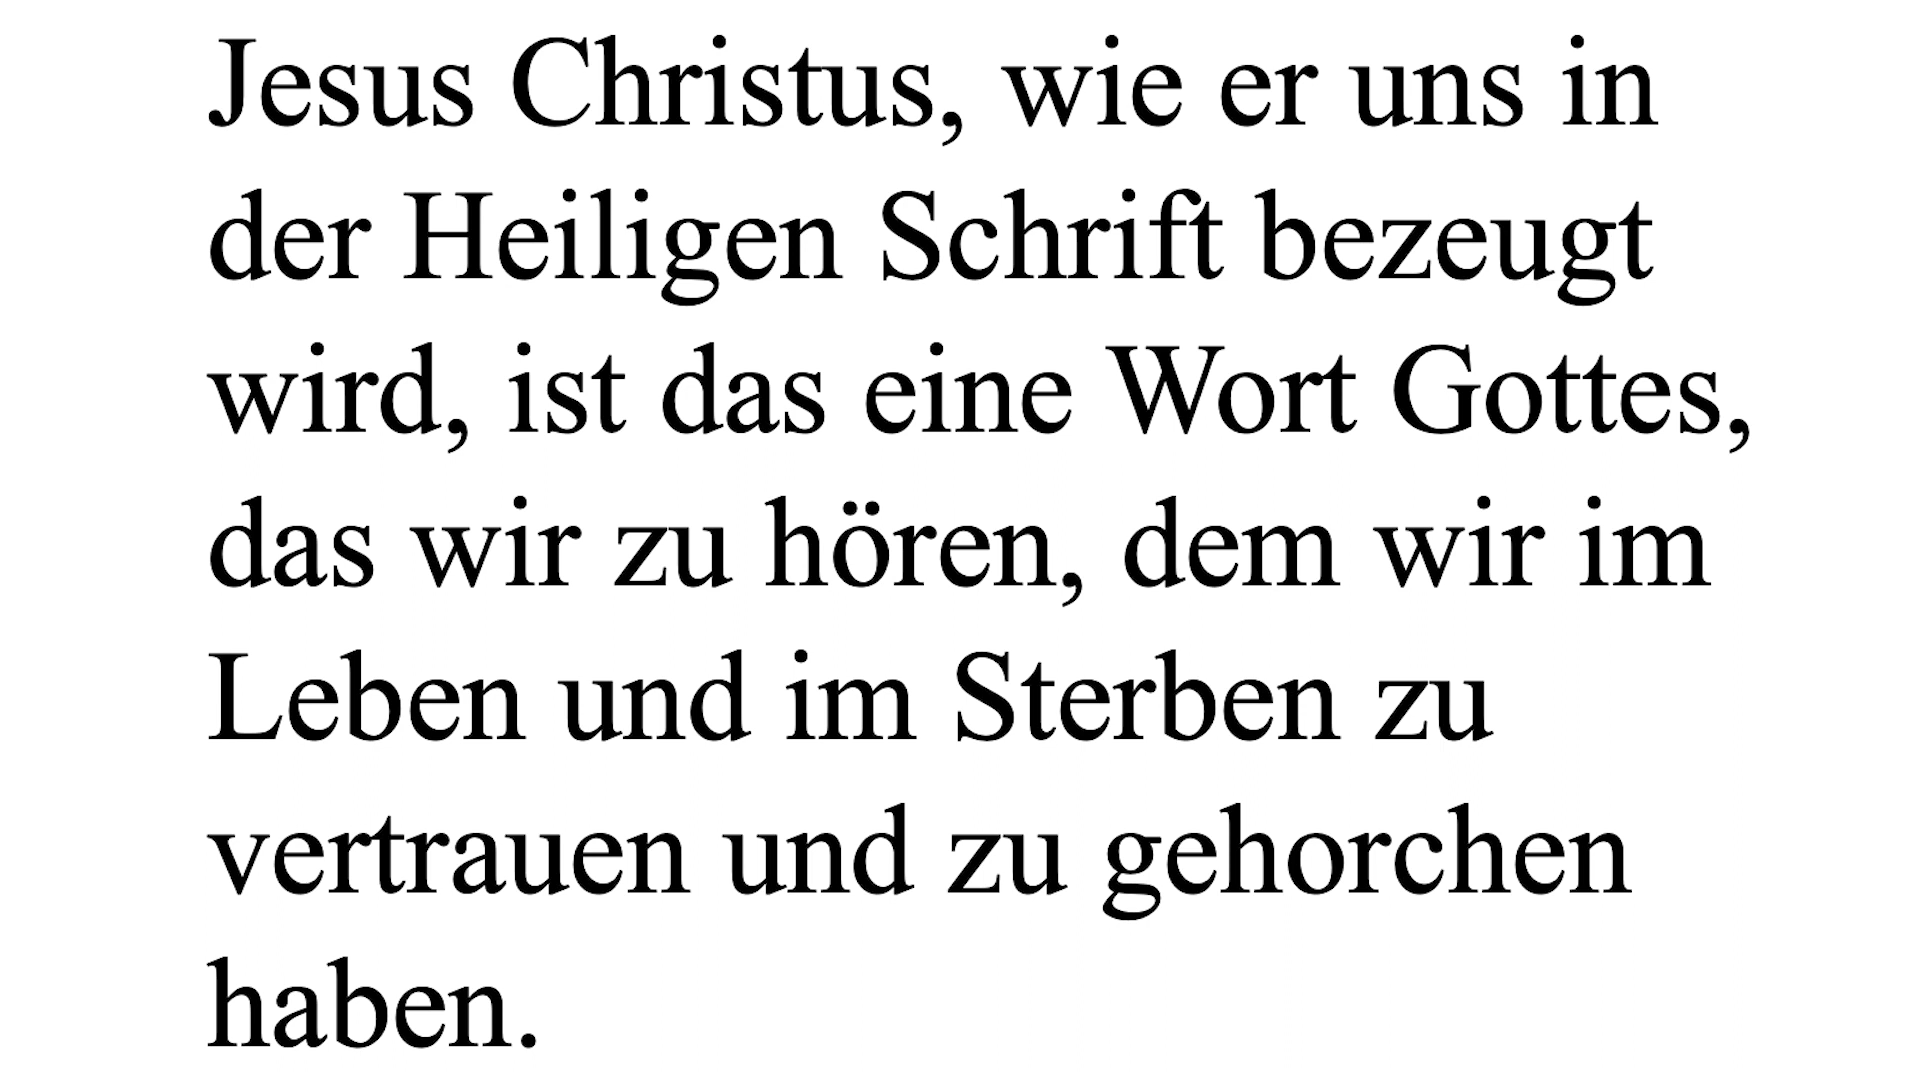 Jesus Christus, wie er uns in
der Heiligen Schrift bezeugt
wird, ist das eine Wort Gottes,
das wir zu hören, dem wir im
Leben und im Sterben zu
vertrauen und zu gehorchen
haben.